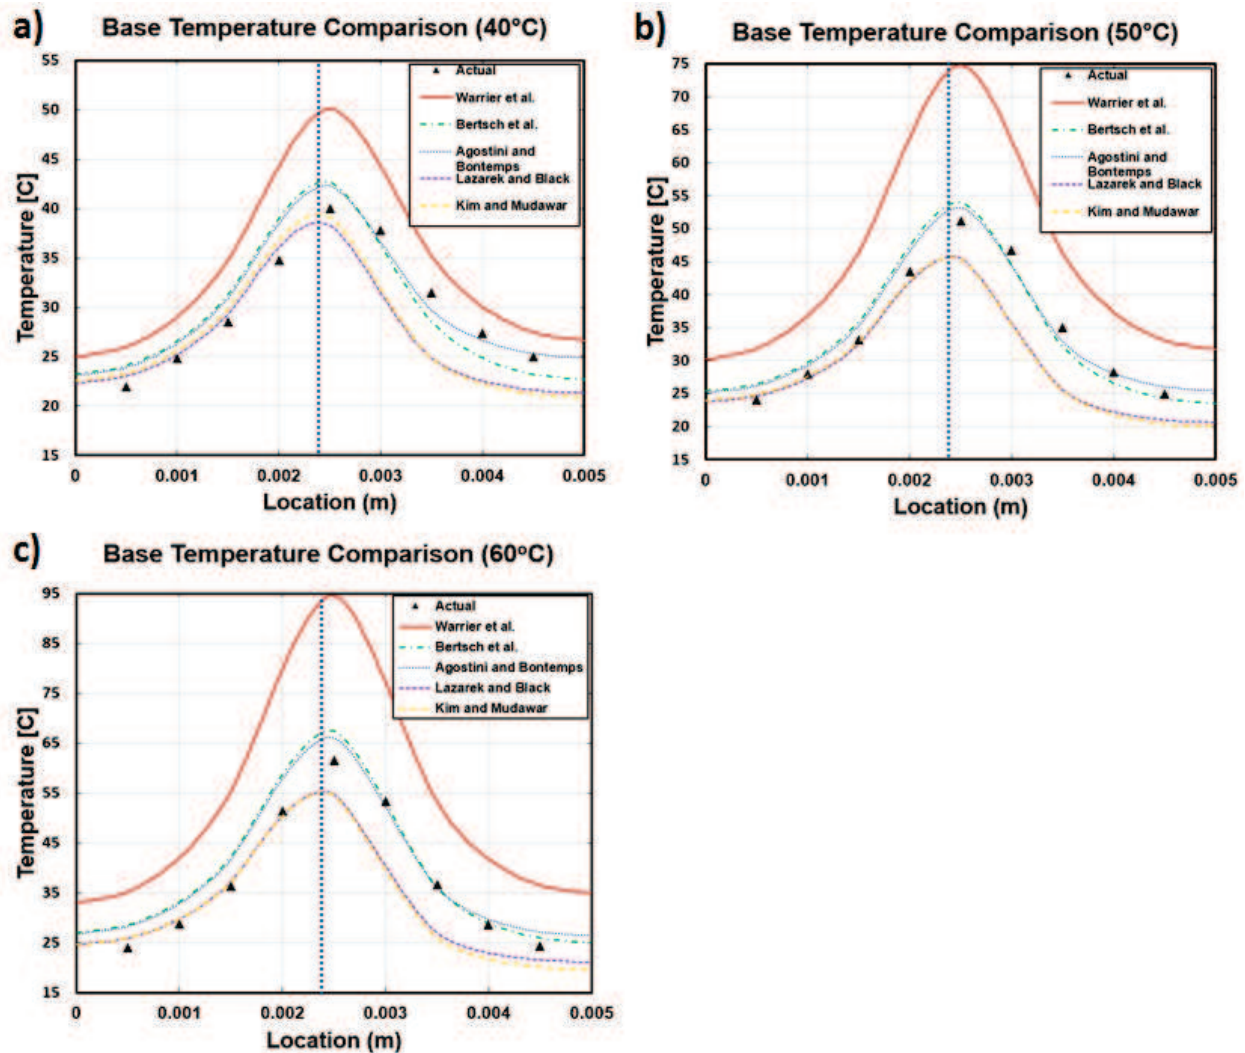 a)
Base Temperature Comparison (40°C)
55
50
45
40
35
30
25
20
15
Temperature [C]
0
0.001
0.002
0.003
0.004
0.005
Location (m)
Actual
Warrier et al.
Bertsch et al.
Agostini and
Bontemps
Lazarek and Black
Kim and Mudawar
b)
Base Temperature Comparison (50°C)
75
70
65
60
55
50
45
40
35
30
25
20
15
Temperature [C]
0
0.001
0.002
0.003
0.004
0.005
Location (m)
Actual
Warrier et al.
Bertsch et al.
Agostini and
Bontemps
Lazarek and Black
Kim and Mudawar
c)
Base Temperature Comparison (60°C)
95
85
75
65
55
45
35
25
15
Temperature [C]
0
0.001
0.002
0.003
0.004
0.005
Location (m)
Actual
Warrier et al.
Bertsch et al.
Agostini and Bontemps
Lazarek and Black
Kim and Mudawar